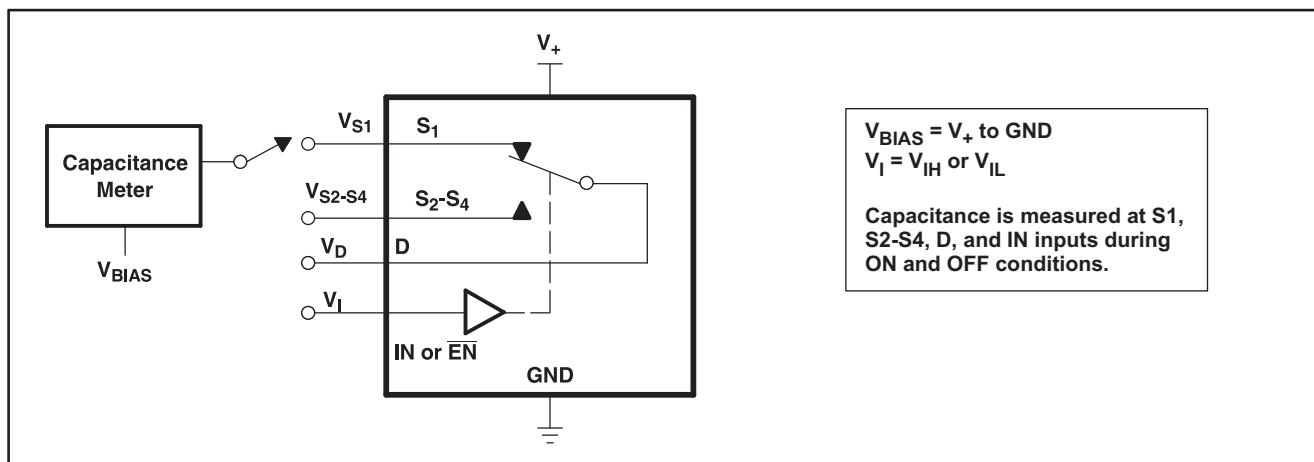 V+
VS1
S1
Capacitance
Meter
VBIAS
VS2-S4
S2-S4
VD
D
VI
IN or E̅N̅
GND
VBIAS = V+ to GND
VI = VIH or VIL
Capacitance is measured at S1,
S2-S4, D, and IN inputs during
ON and OFF conditions.